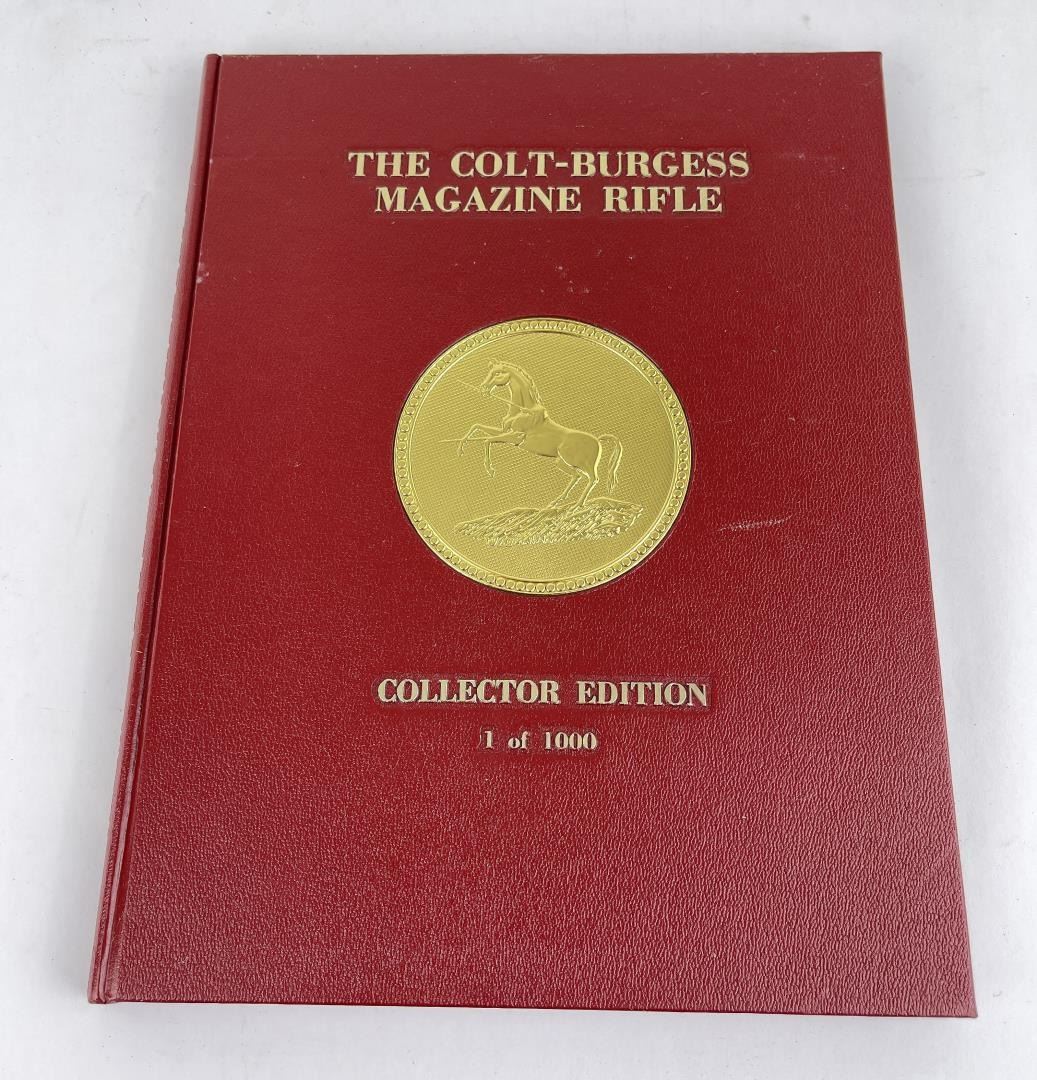 THE COLT-BURGESS
MAGAZINE RIFLE
COLLECTOR EDITION
1 of 1000